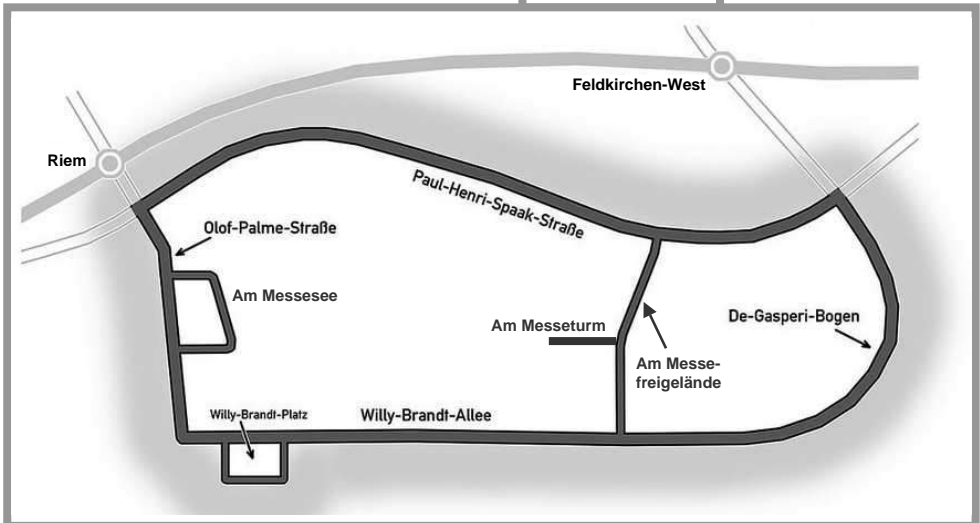 Feldkirchen-West
Riem
Paul-Henri-Spaak-Straße
Olof-Palme-Straße
Am Messesee
Am Messeturm
De-Gasperi-Bogen
Am Messe-
freigelände
Willy-Brandt-Platz
Willy-Brandt-Allee